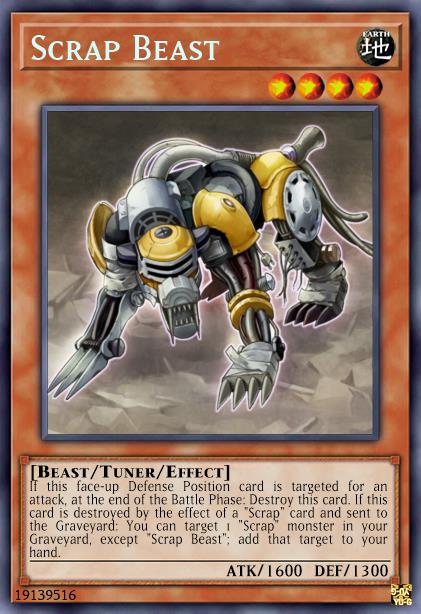 SCRAP BEAST
EARTH
地
[BEAST/TUNER/EFFECT]
If this face-up Defense Position card is targeted for an
attack, at the end of the Battle Phase: Destroy this card. If this
card is destroyed by the effect of a "Scrap" card and sent to
the Graveyard: You can target 1 "Scrap" monster in your
Graveyard, except "Scrap Beast"; add that target to your
hand.
ATK/1600 DEF/1300
19139516